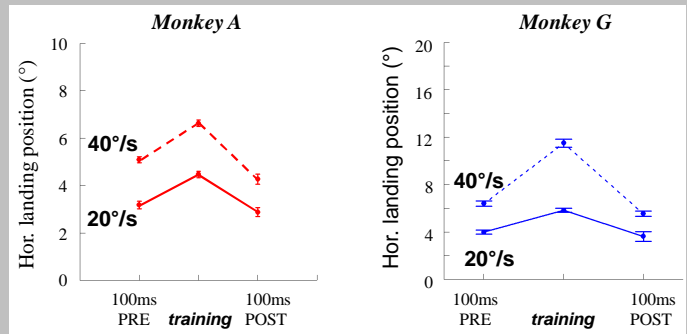 Monkey A
Hor. landing position (°)
10
8
6
4
2
0
40°/s
20°/s
100ms
PRE
training
100ms
POST
Monkey G
Hor. landing position (°)
20
16
12
8
4
0
40°/s
20°/s
100ms
PRE
training
100ms
POST